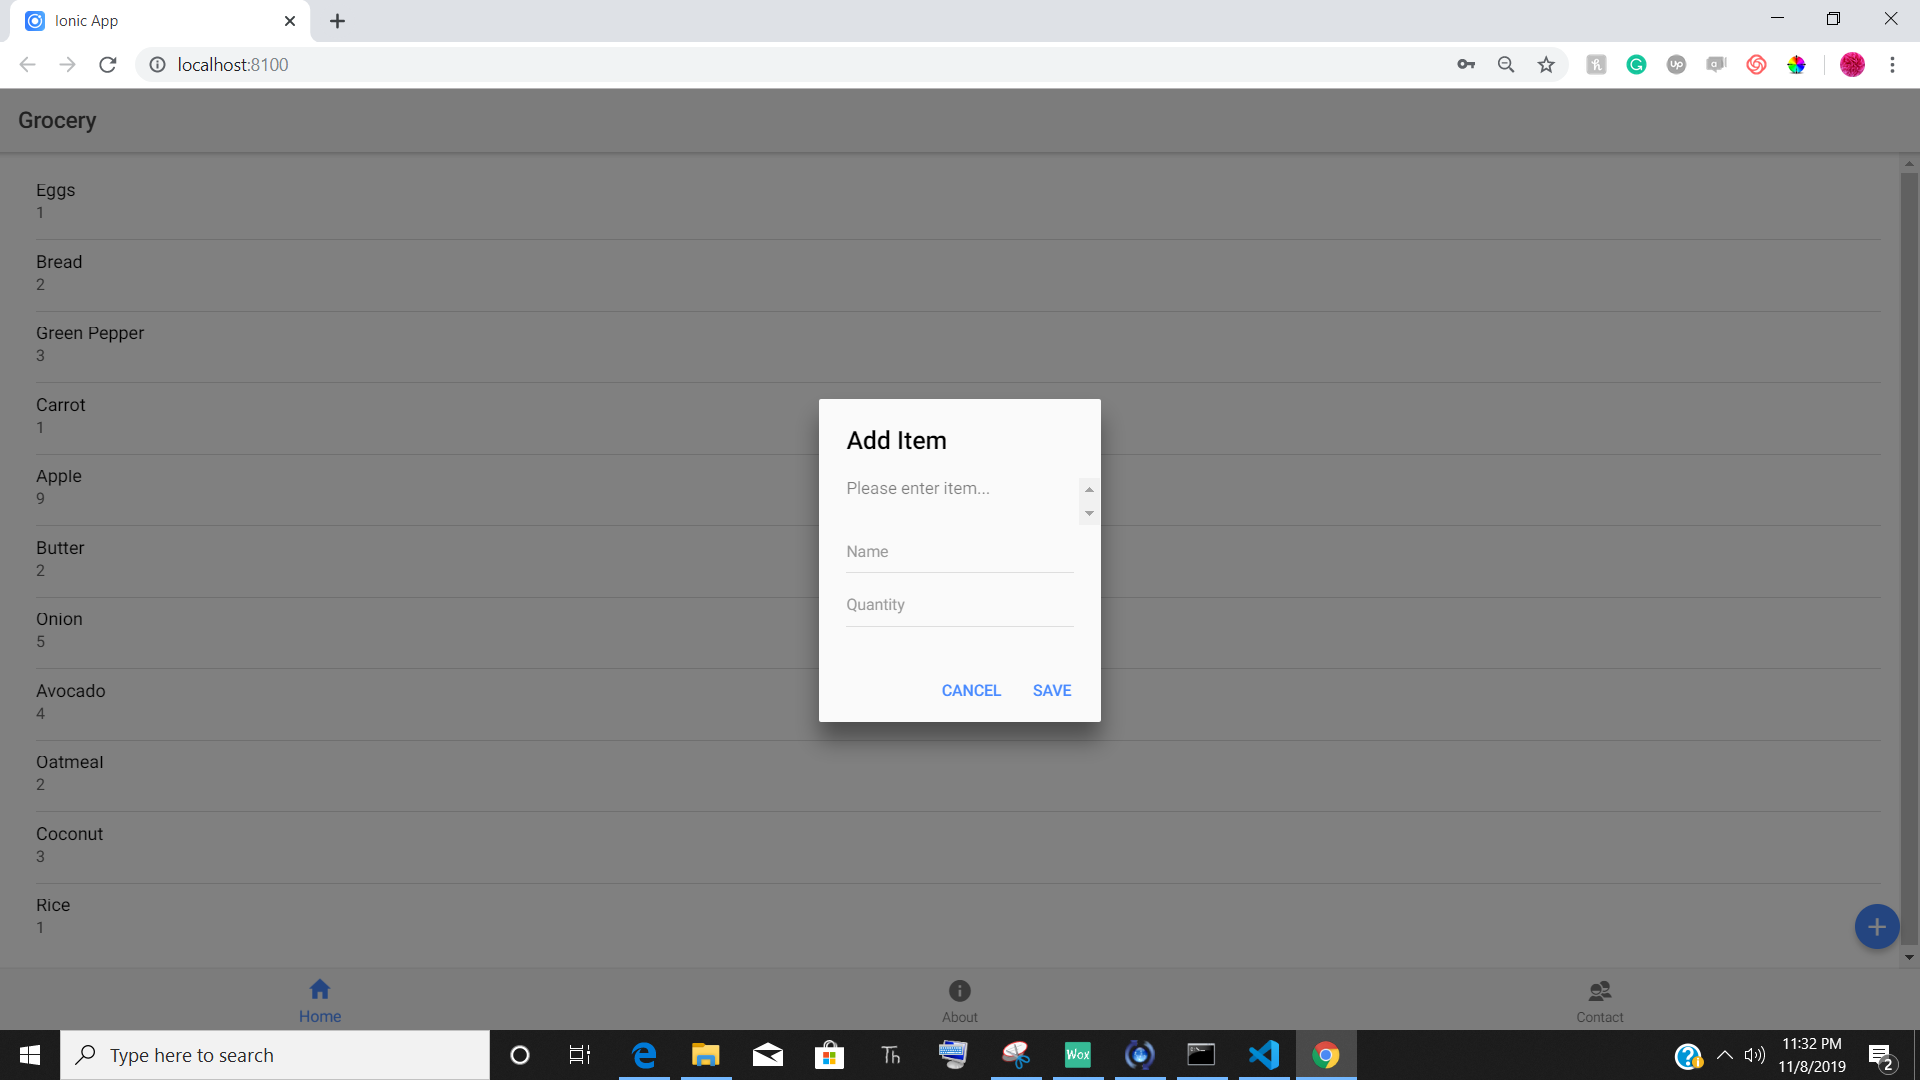 Ionic App
localhost:8100
Grocery
Eggs
1
Bread
2
Green Pepper
3
Carrot
1
Apple
9
Butter
2
Onion
5
Avocado
4
Oatmeal
2
Coconut
3
Rice
1
Add Item
Please enter item...
Name
Quantity
CANCEL SAVE
Home
About
Contact
Type here to search
Th
Wox
11:32 PM
11/8/2019
2